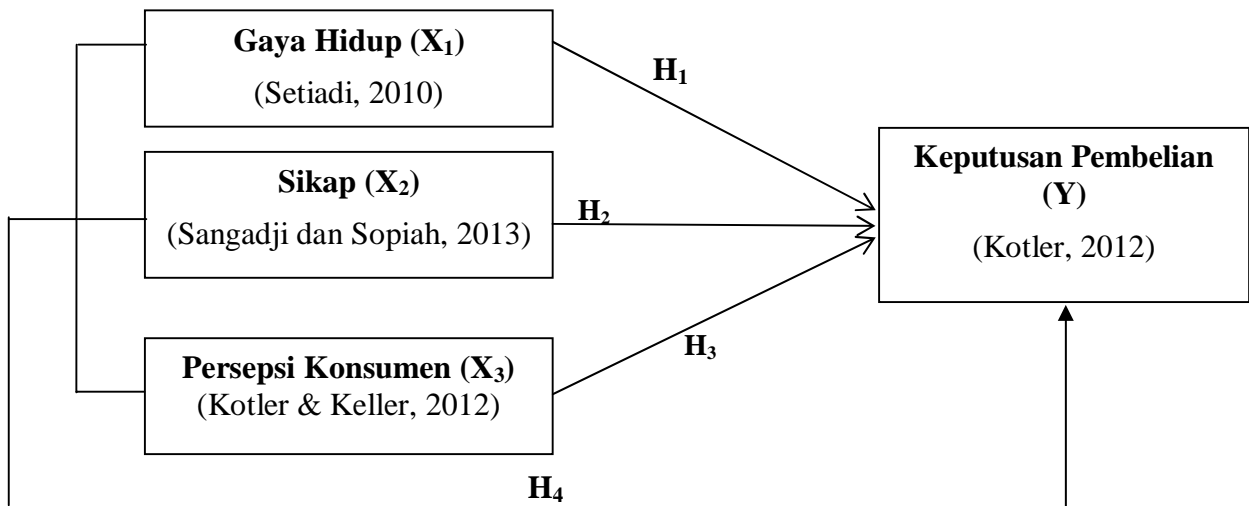 Gaya Hidup (X₁)
(Setiadi, 2010)
H₁
Sikap (X₂)
(Sangadji dan Sopiah, 2013)
H₂
Keputusan Pembelian
(Y)
(Kotler, 2012)
Persepsi Konsumen (X₃)
(Kotler & Keller, 2012)
H₃
H₄